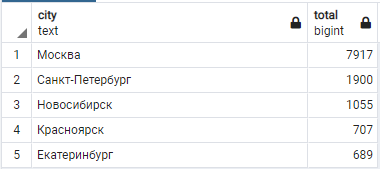 city total
text bigint
1 Москва 7917
2 Санкт-Петербург 1900
3 Новосибирск 1055
4 Красноярск 707
5 Екатеринбург 689